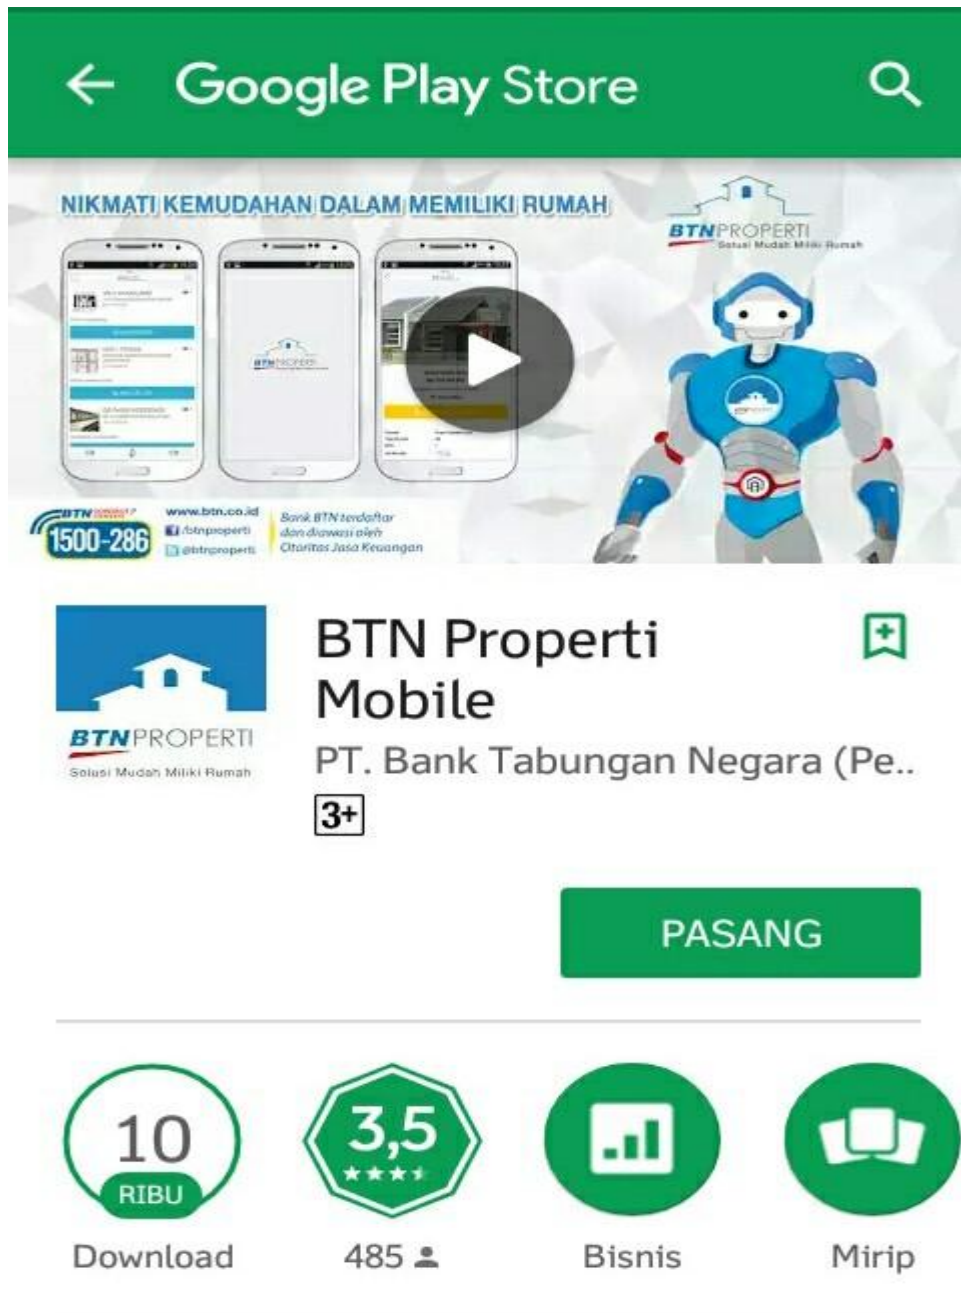 Google Play Store
NIKMATI KEMUDAHAN DALAM MEMILIKI RUMAH
BTNPROPERTI
Solusi Mudah Miliki Rumah
BTNPROPERTI
BTN
1500-286
www.btn.co.id
/btnproperti
@btnproperti
Bank BTN terdaftar
dan diawasi oleh
Otoritas Jasa Keuangan
BTNPROPERTI
Solusi Mudah Miliki Rumah
BTN Properti
Mobile
PT. Bank Tabungan Negara (Pe..
3+
PASANG
10
RIBU
Download
3,5
485
Bisnis
Mirip